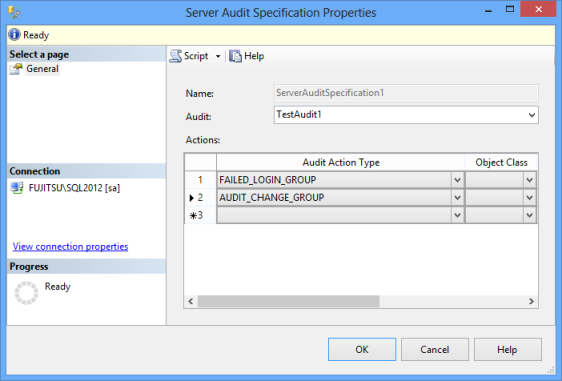 Server Audit Specification Properties
Ready
Select a page
General
Script
Help
Name:
ServerAuditSpecification1
Audit:
TestAudit1
Actions:
Audit Action Type
Object Class
1
FAILED_LOGIN_GROUP
2
AUDIT_CHANGE_GROUP
3
Connection
FUJITSU\SQL2012 [sa]
View connection properties
Progress
Ready
OK
Cancel
Help